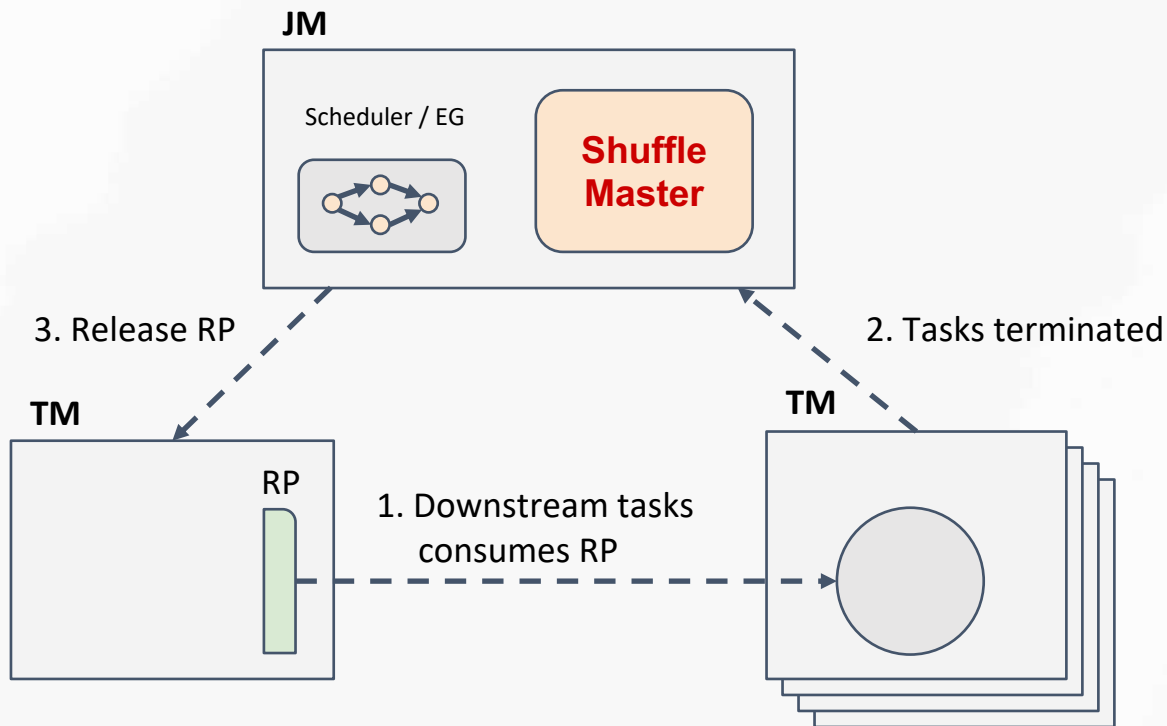 JM
Scheduler / EG
Shuffle
Master
3. Release RP
2. Tasks terminated
TM
TM
RP
1. Downstream tasks
consumes RP